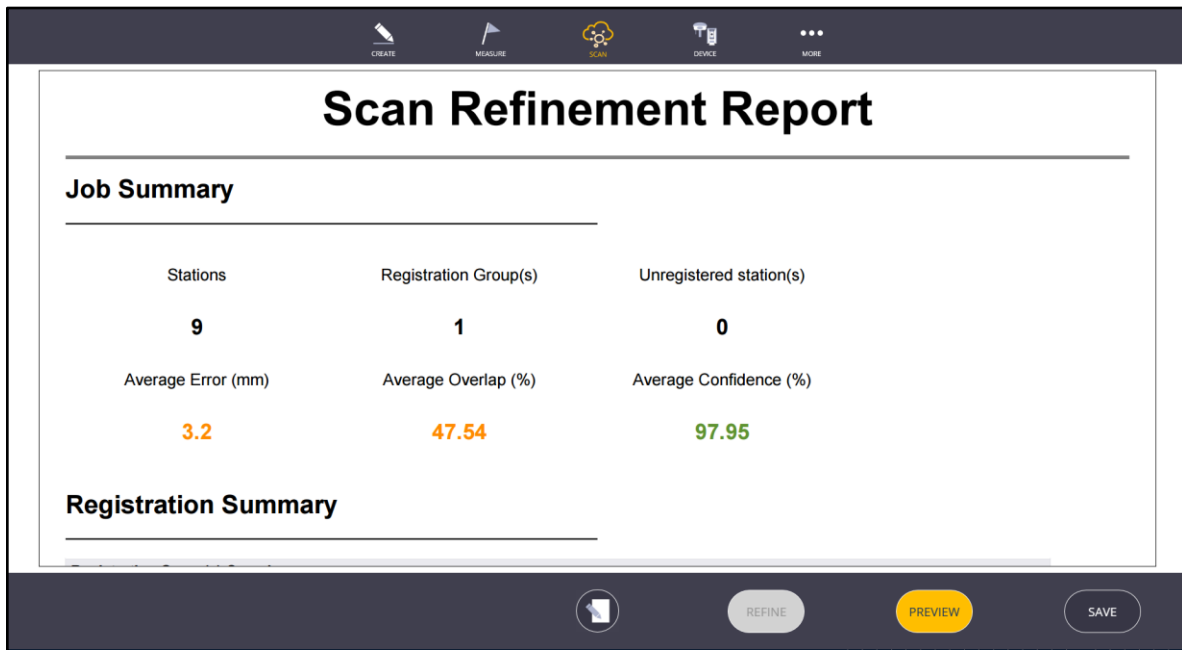 CREATE MEASURE SCAN DEVICE MORE
Scan Refinement Report
Job Summary
Stations Registration Group(s) Unregistered station(s)
9 1 0
Average Error (mm) Average Overlap (%) Average Confidence (%)
3.2 47.54 97.95
Registration Summary
REFINE PREVIEW SAVE